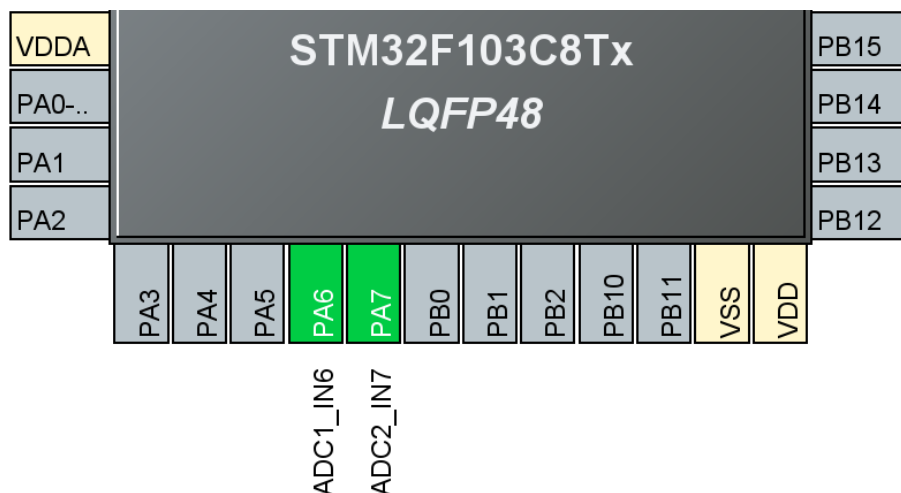 VDDA
PA0-..
PA1
PA2
STM32F103C8Tx
LQFP48
PB15
PB14
PB13
PB12
PA3
PA4
PA5
PA6
PA7
PB0
PB1
PB2
PB10
PB11
VSS
VDD
ADC1_IN6
ADC2_IN7